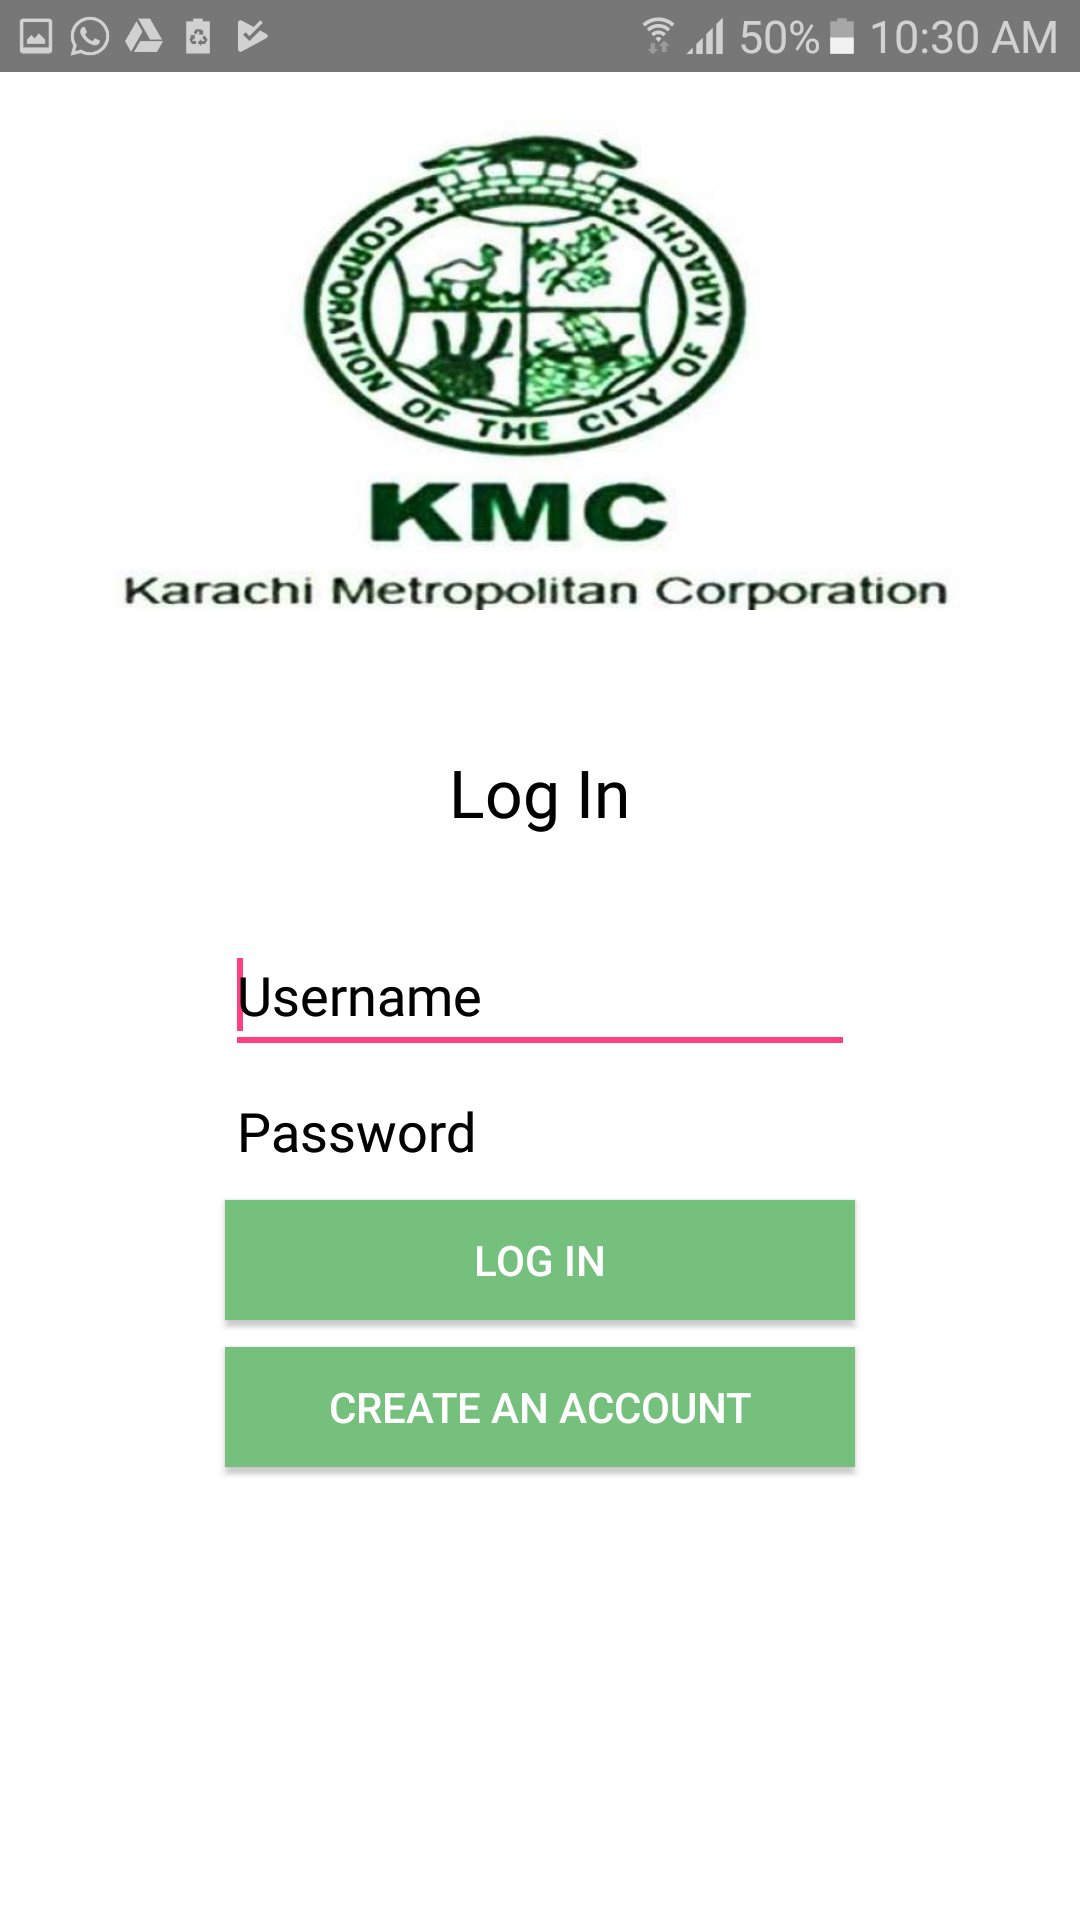 50% 10:30 AM
CORPORATION OF THE CITY OF KARACHI
KMC
Karachi Metropolitan Corporation
Log In
Username
Password
LOG IN
CREATE AN ACCOUNT